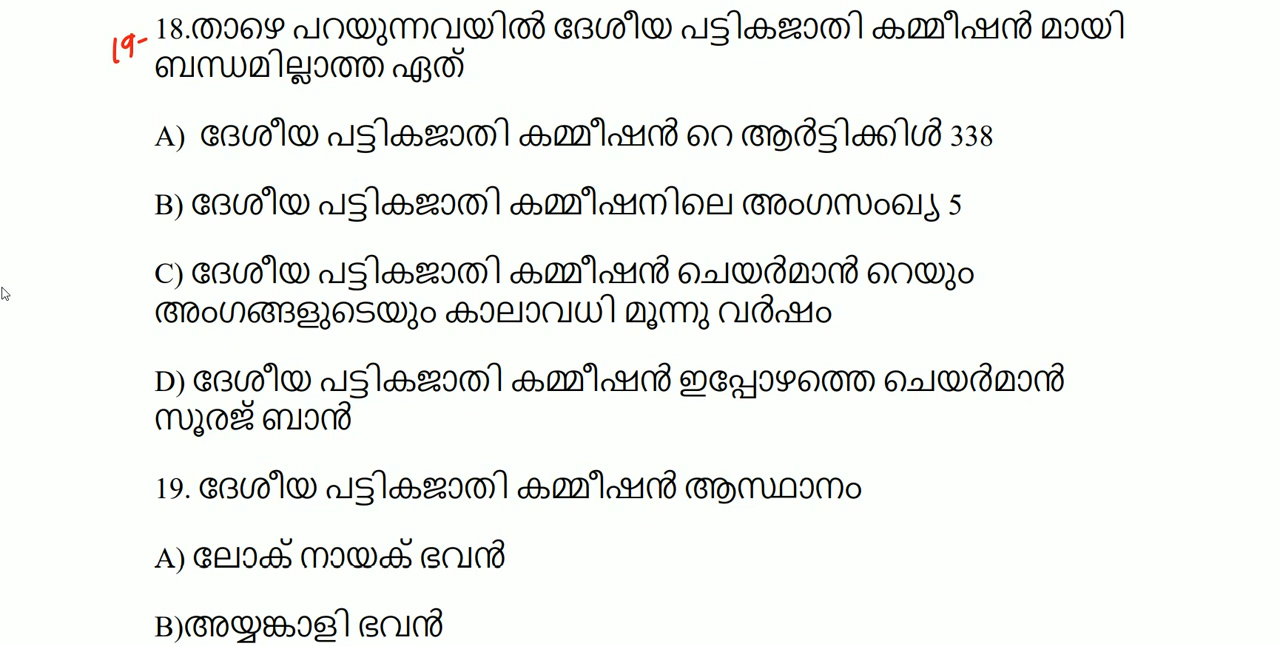 19-
18.താഴെ പറയുന്നവയിൽ ദേശീയ പട്ടികജാതി കമ്മീഷൻ മായി
ബന്ധമില്ലാത്ത ഏത്
A) ദേശീയ പട്ടികജാതി കമ്മീഷൻ റെ ആർട്ടിക്കിൾ 338
B) ദേശീയ പട്ടികജാതി കമ്മീഷനിലെ അംഗസംഖ്യ 5
C) ദേശീയ പട്ടികജാതി കമ്മീഷൻ ചെയർമാൻ റെയും
അംഗങ്ങളുടെയും കാലാവധി മൂന്നു വർഷം
D) ദേശീയ പട്ടികജാതി കമ്മീഷൻ ഇപ്പോഴത്തെ ചെയർമാൻ
സൂരജ് ബാൻ
19. ദേശീയ പട്ടികജാതി കമ്മീഷൻ ആസ്ഥാനം
A) ലോക് നായക് ഭവൻ
B)അയ്യങ്കാളി ഭവൻ